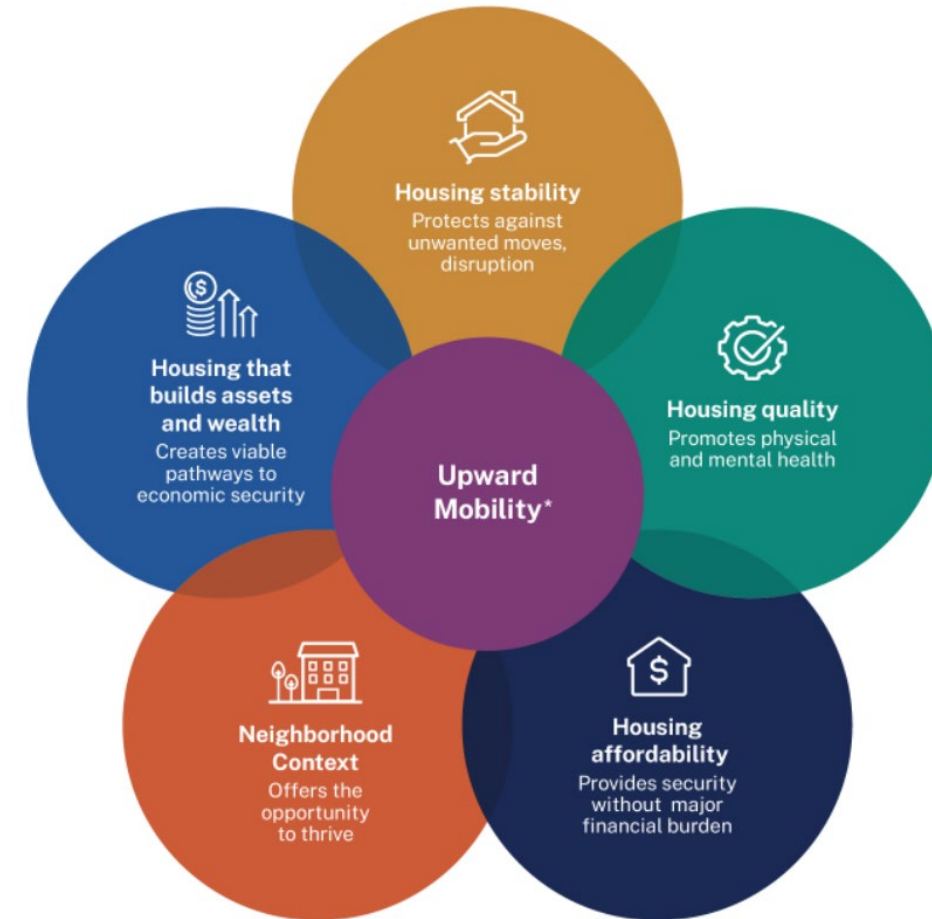 Housing stability
Protects against
unwanted moves,
disruption
Housing that
builds assets
and wealth
Creates viable
pathways to
economic security
$
Housing quality
Promotes physical
and mental health
Upward
Mobility*
Neighborhood
Context
Offers the
opportunity
to thrive
$
Housing
affordability
Provides security
without major
financial burden